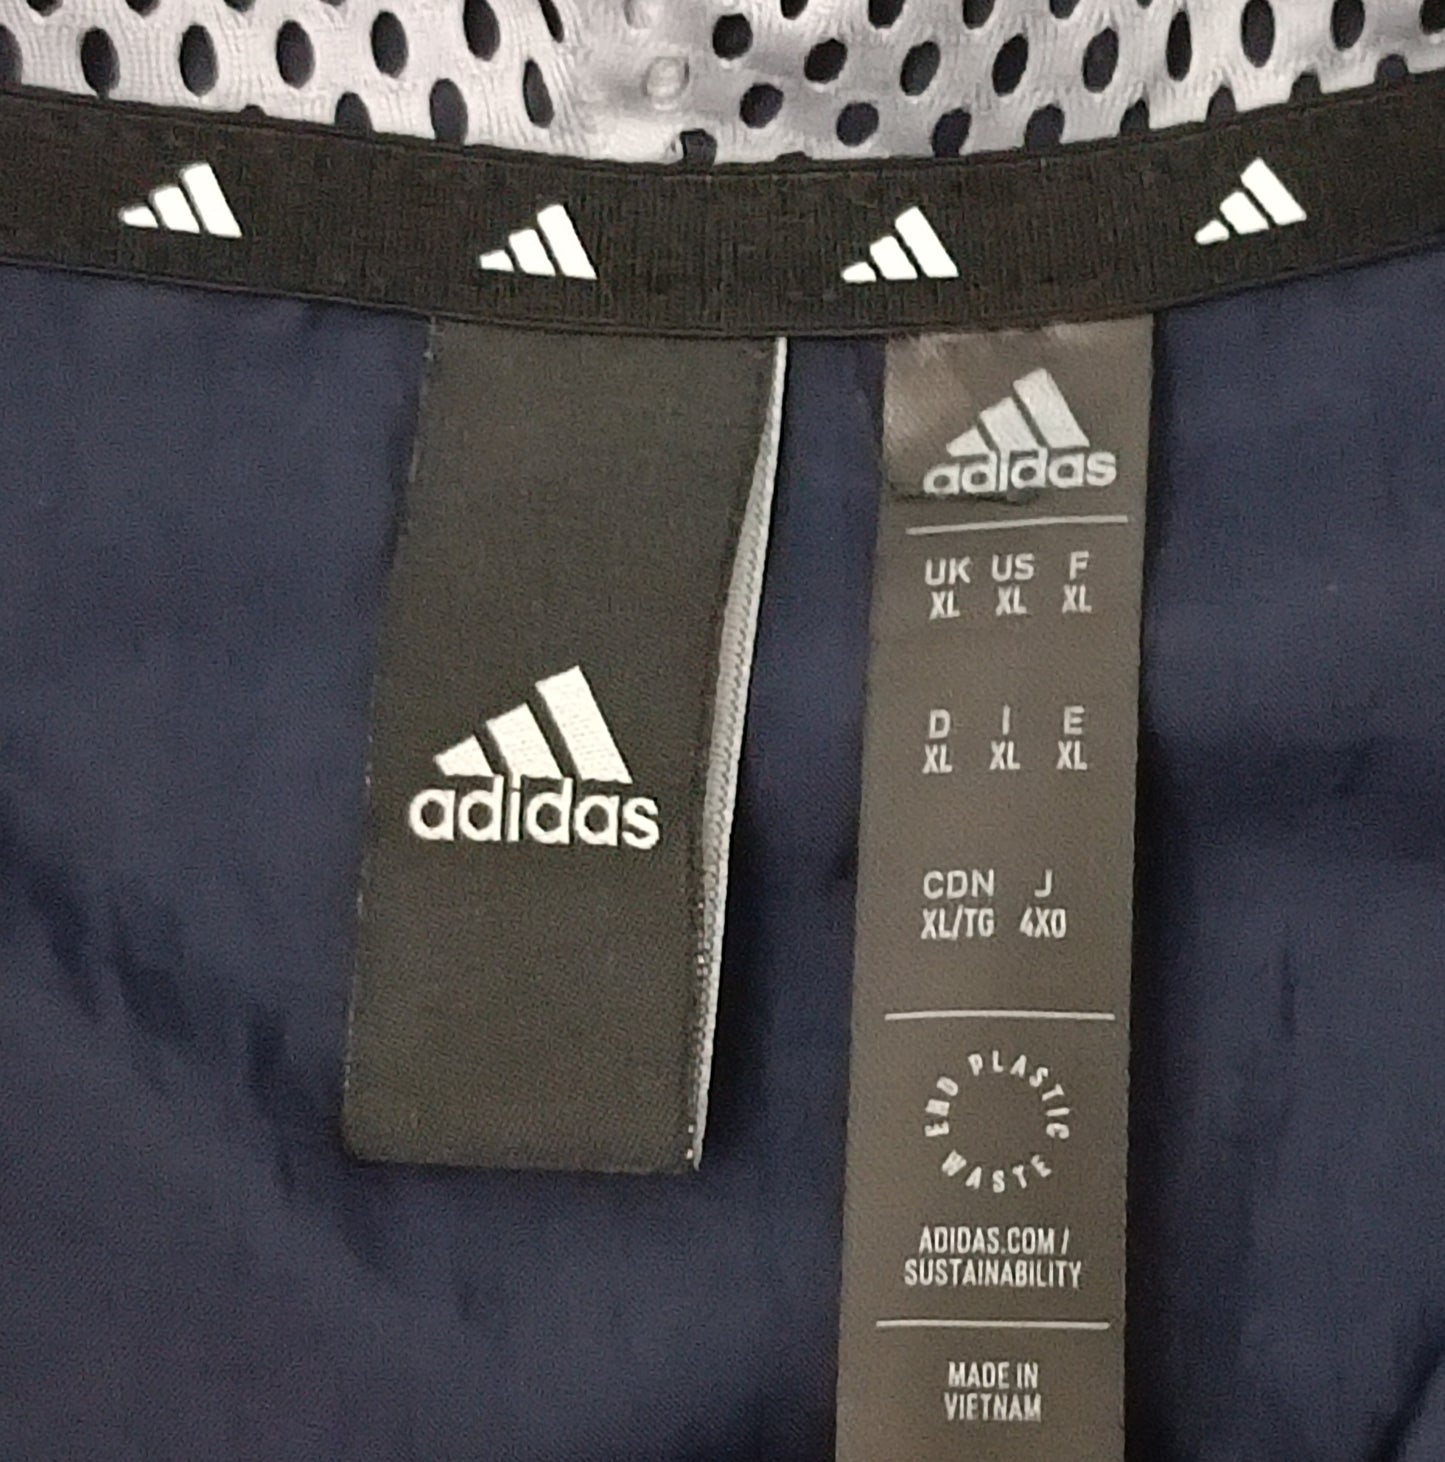 adidas
adidas
UK US F
XL XL XL
D I E
XL XL XL
CDN J
XL/TG 4XO
END PLASTIC WASTE
ADIDAS.COM /
SUSTAINABILITY
MADE IN
VIETNAM